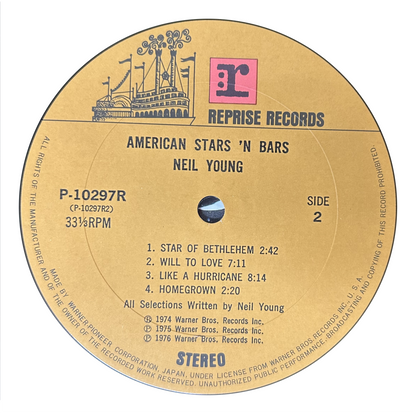 r
REPRISE RECORDS
AMERICAN STARS 'N BARS
NEIL YOUNG
P-10297R
(P-10297R2)
33⅓RPM
SIDE
2
1. STAR OF BETHLEHEM 2:42
2. WILL TO LOVE 7:11
3. LIKE A HURRICANE 8:14
4. HOMEGROWN 2:20
All Selections Written by Neil Young
Ⓟ 1974 Warner Bros. Records Inc.
Ⓟ 1975 Warner Bros. Records Inc.
Ⓟ 1976 Warner Bros. Records Inc.
STEREO
MADE BY WARNER-PIONEER CORPORATION, JAPAN, UNDER LICENSE FROM WARNER BROS. RECORDS INC., U. S. A.
ALL RIGHTS OF THE MANUFACTURER AND OF THE OWNER OF THE RECORDED WORK RESERVED. UNAUTHORIZED PUBLIC PERFORMANCE, BROADCASTING AND COPYING OF THIS RECORD PROHIBITED.